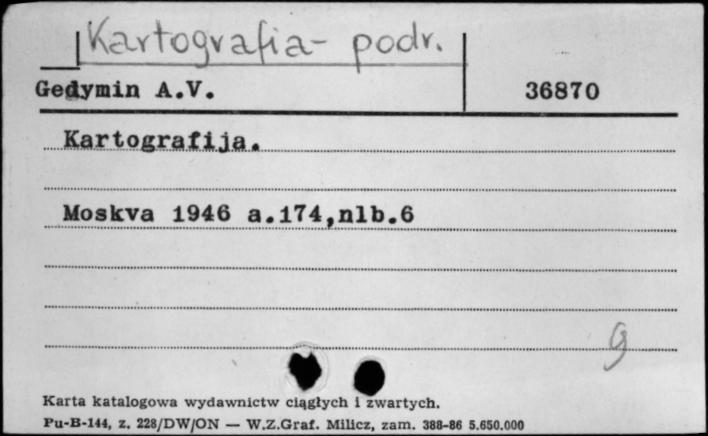 Kartografia - podr.
Gedymin A.V. 36870
Kartografija.
Moskva 1946 a.174,nlb.6
g
Karta katalogowa wydawnictw ciągłych i zwartych.
Pu-B-144, z. 228/DW/ON — W.Z.Graf. Milicz, zam. 388-86 5.650.000